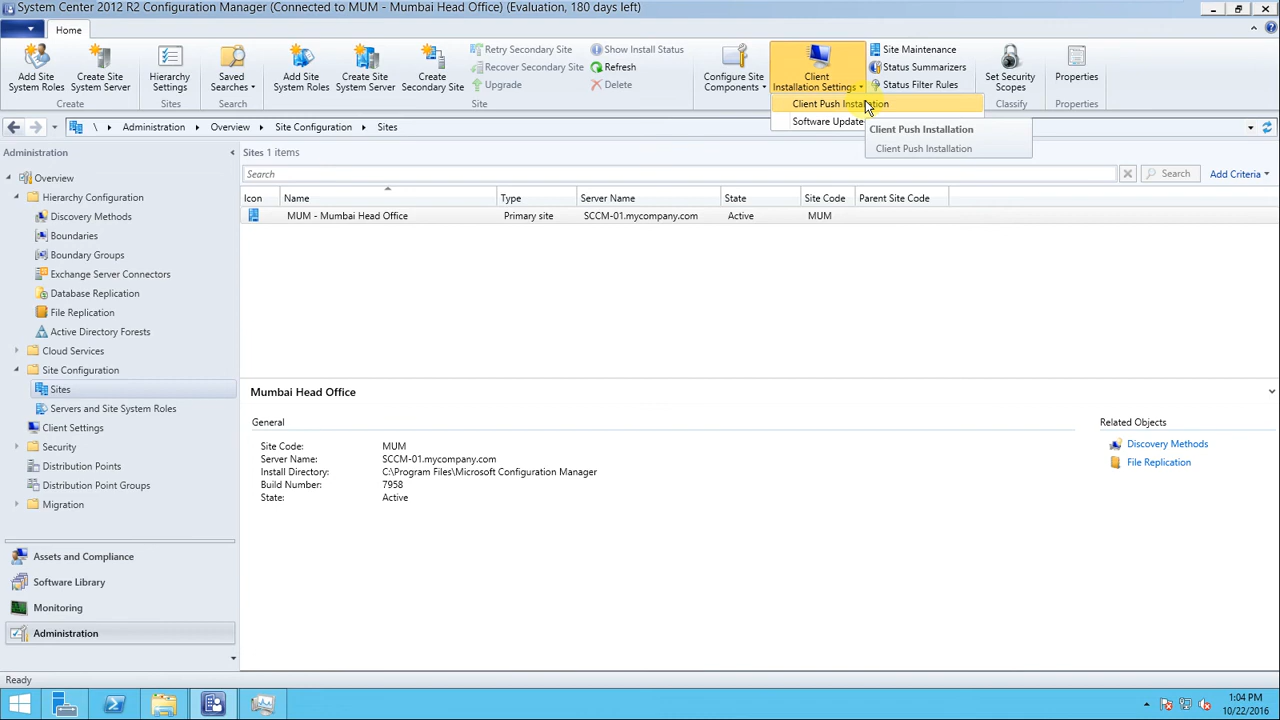 System Center 2012 R2 Configuration Manager (Connected to MUM - Mumbai Head Office) (Evaluation, 180 days left)
Home
Add Site
System Roles
Create Site
System Server
Create
Hierarchy
Settings
Sites
Saved
Searches
Search
Add Site
System Roles
Create Site
System Server
Create
Secondary
Retry Secondary Site
Recover Secondary Site
Upgrade
Show Install Status
Refresh
Delete
Site
Configure Site
Components
Client
Installation Settings
Site Maintenance
Status Summarizers
Status Filter Rules
Set Security
Scopes
Classify
Properties
Properties
Client Push Installation
Software Update
Client Push Installation
Client Push Installation
\ Administration Overview Site Configuration Sites
Administration
Overview
Hierarchy Configuration
Discovery Methods
Boundaries
Boundary Groups
Exchange Server Connectors
Database Replication
File Replication
Active Directory Forests
Cloud Services
Site Configuration
Sites
Servers and Site System Roles
Client Settings
Security
Distribution Points
Distribution Point Groups
Migration
Assets and Compliance
Software Library
Monitoring
Administration
Sites 1 items
Search
Search
Add Criteria
Icon Name Type Server Name State Site Code Parent Site Code
MUM - Mumbai Head Office Primary site SCCM-01.mycompany.com Active MUM
Mumbai Head Office
General
Site Code: MUM
Server Name: SCCM-01.mycompany.com
Install Directory: C:\Program Files\Microsoft Configuration Manager
Build Number: 7958
State: Active
Related Objects
Discovery Methods
File Replication
Ready
1:04 PM
10/22/2016